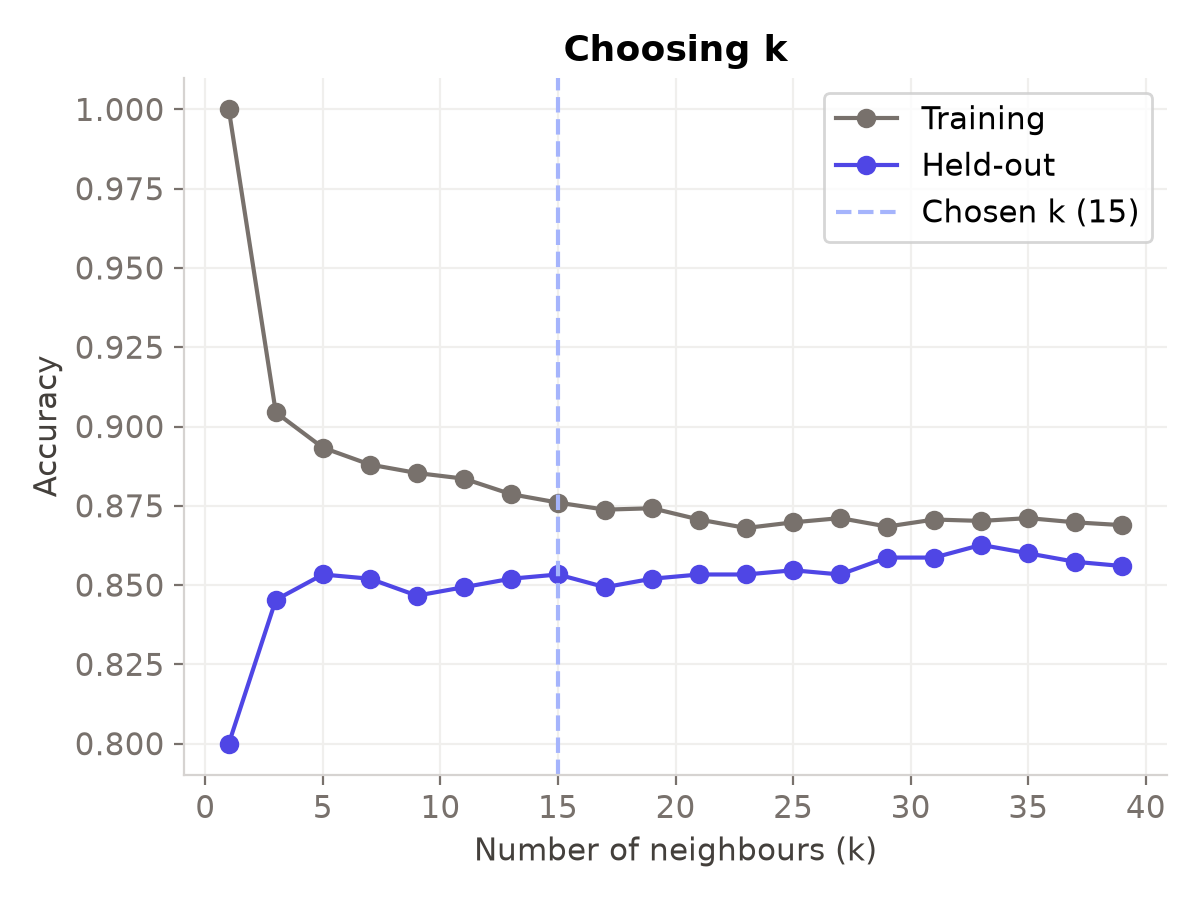 Choosing k
1.000
0.975
0.950
0.925
0.900
0.875
0.850
0.825
0.800
Accuracy
Training
Held-out
Chosen k (15)
0 5 10 15 20 25 30 35 40
Number of neighbours (k)